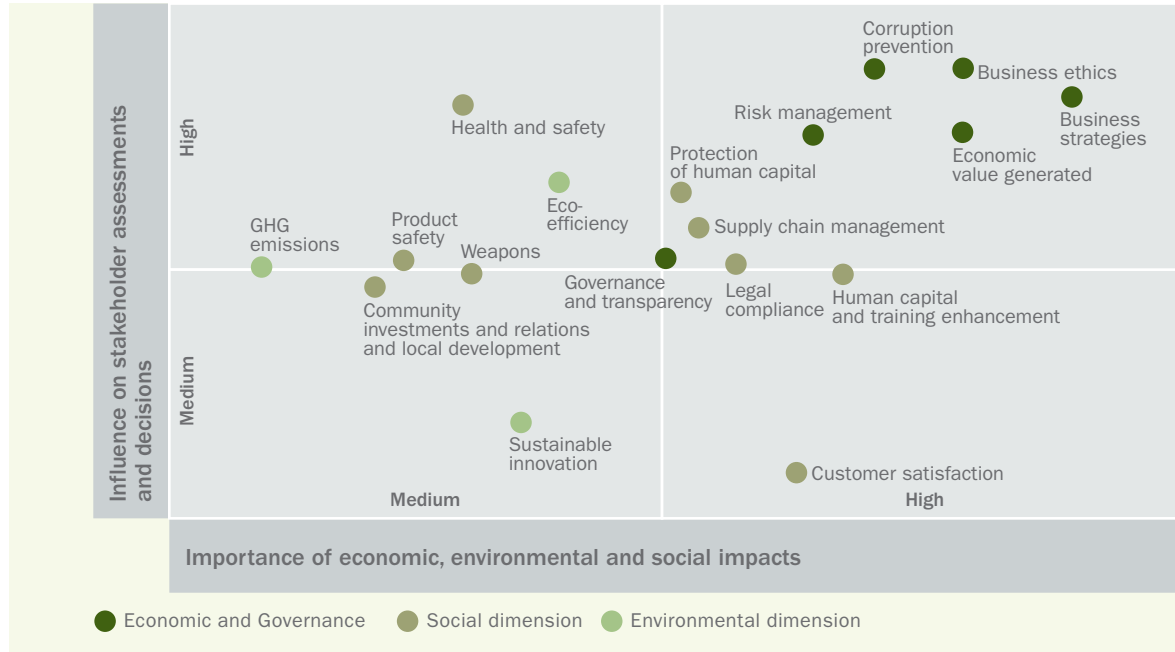 Corruption
prevention
Business ethics
Business
strategies
Risk management
Economic
value generated
Health and safety
Protection
of human capital
Eco-
efficiency
Supply chain management
GHG
emissions
Product
safety
Weapons
Governance
and transparency
Legal
compliance
Human capital
and training enhancement
Community
investments and relations
and local development
Sustainable
innovation
Customer satisfaction
High
Medium
Influence on stakeholder assessments
and decisions
Medium
High
Importance of economic, environmental and social impacts
Economic and Governance
Social dimension
Environmental dimension